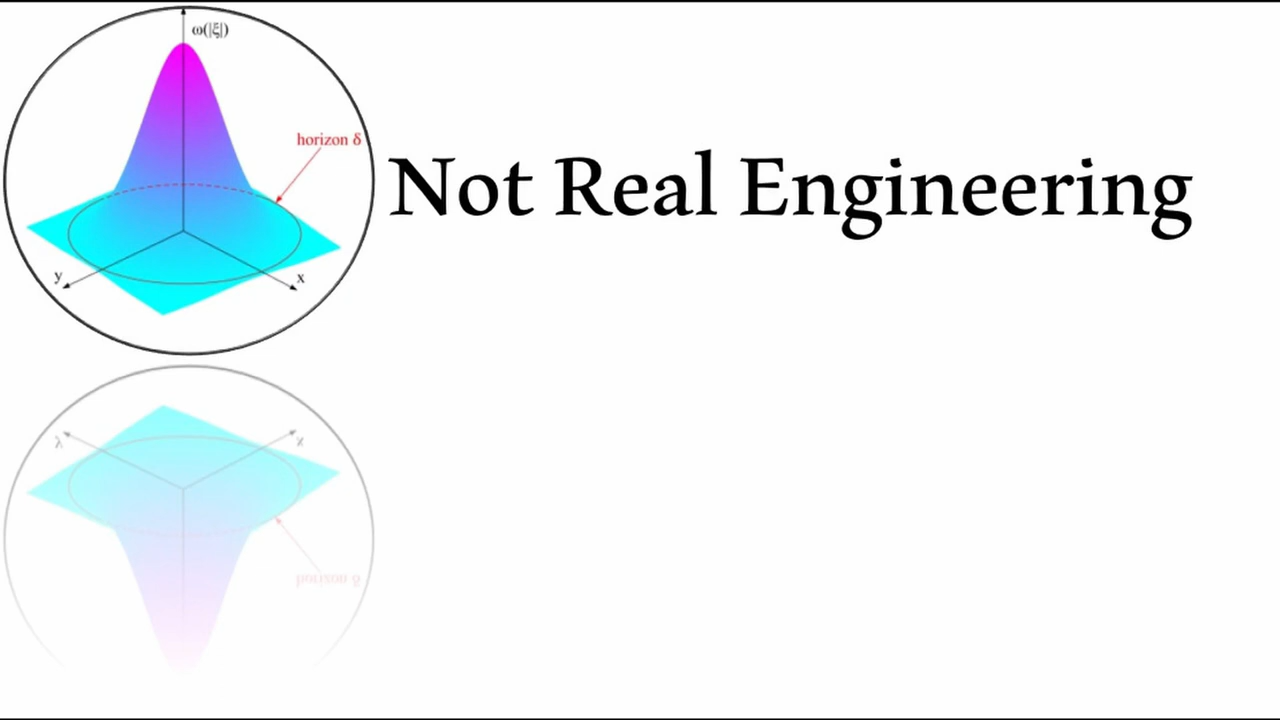 ω(|ξ|)
horizon δ
Not Real Engineering
y
x